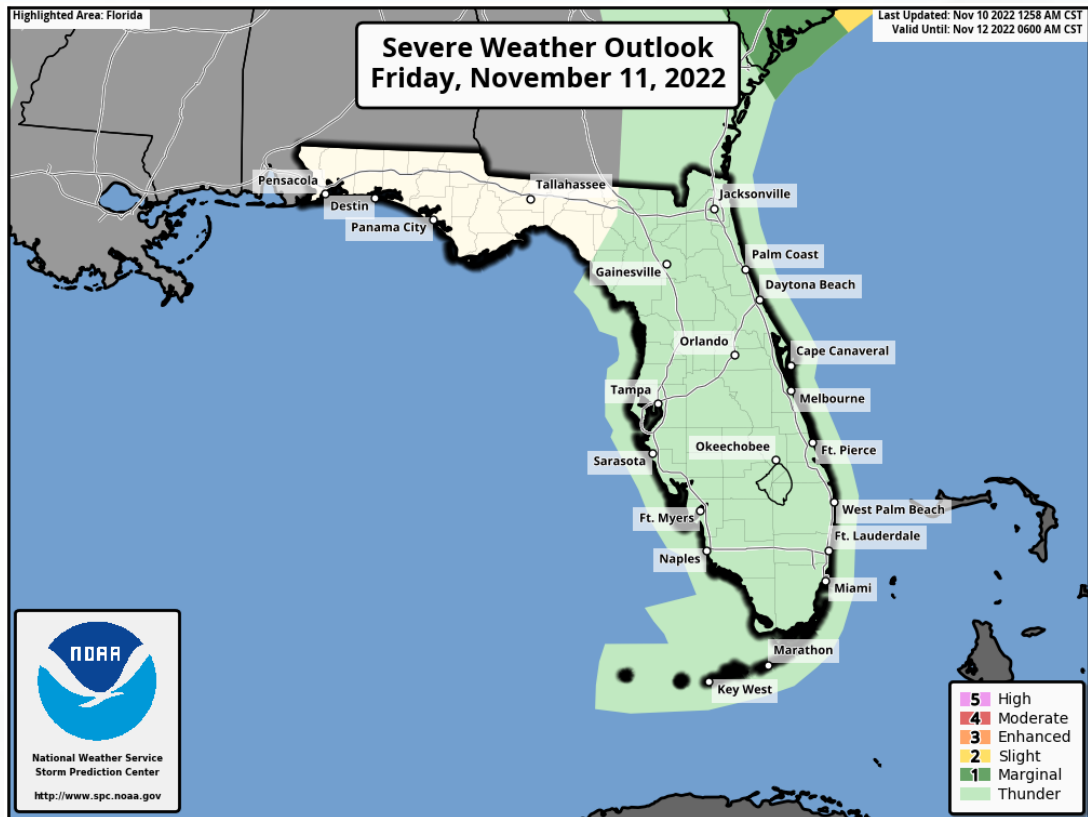 Highlighted Area: Florida
Last Updated: Nov 10 2022 1258 AM CST
Valid Until: Nov 12 2022 0600 AM CST
Severe Weather Outlook
Friday, November 11, 2022
Pensacola
Tallahassee
Destin
Jacksonville
Panama City
Palm Coast
Gainesville
Daytona Beach
Orlando
Cape Canaveral
Tampa
Melbourne
Okeechobee
Ft. Pierce
Sarasota
West Palm Beach
Ft. Myers
Ft. Lauderdale
Naples
Miami
Marathon
Key West
NOAA
National Weather Service
Storm Prediction Center
http://www.spc.noaa.gov
5 High
4 Moderate
3 Enhanced
2 Slight
1 Marginal
Thunder